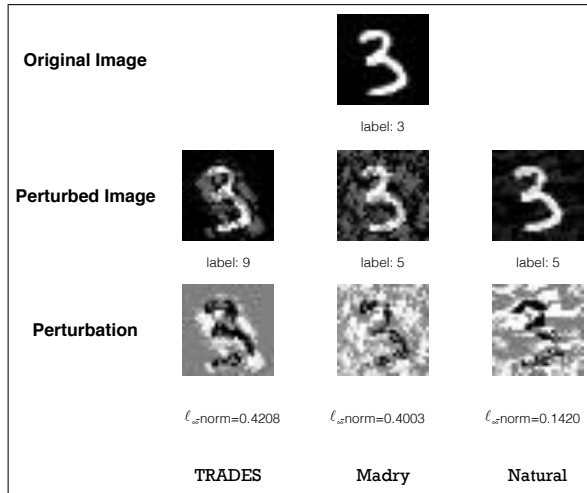 Original Image
label: 3
Perturbed Image
label: 9 label: 5 label: 5
Perturbation
ℓ∞norm=0.4208 ℓ∞norm=0.4003 ℓ∞norm=0.1420
TRADES Madry Natural